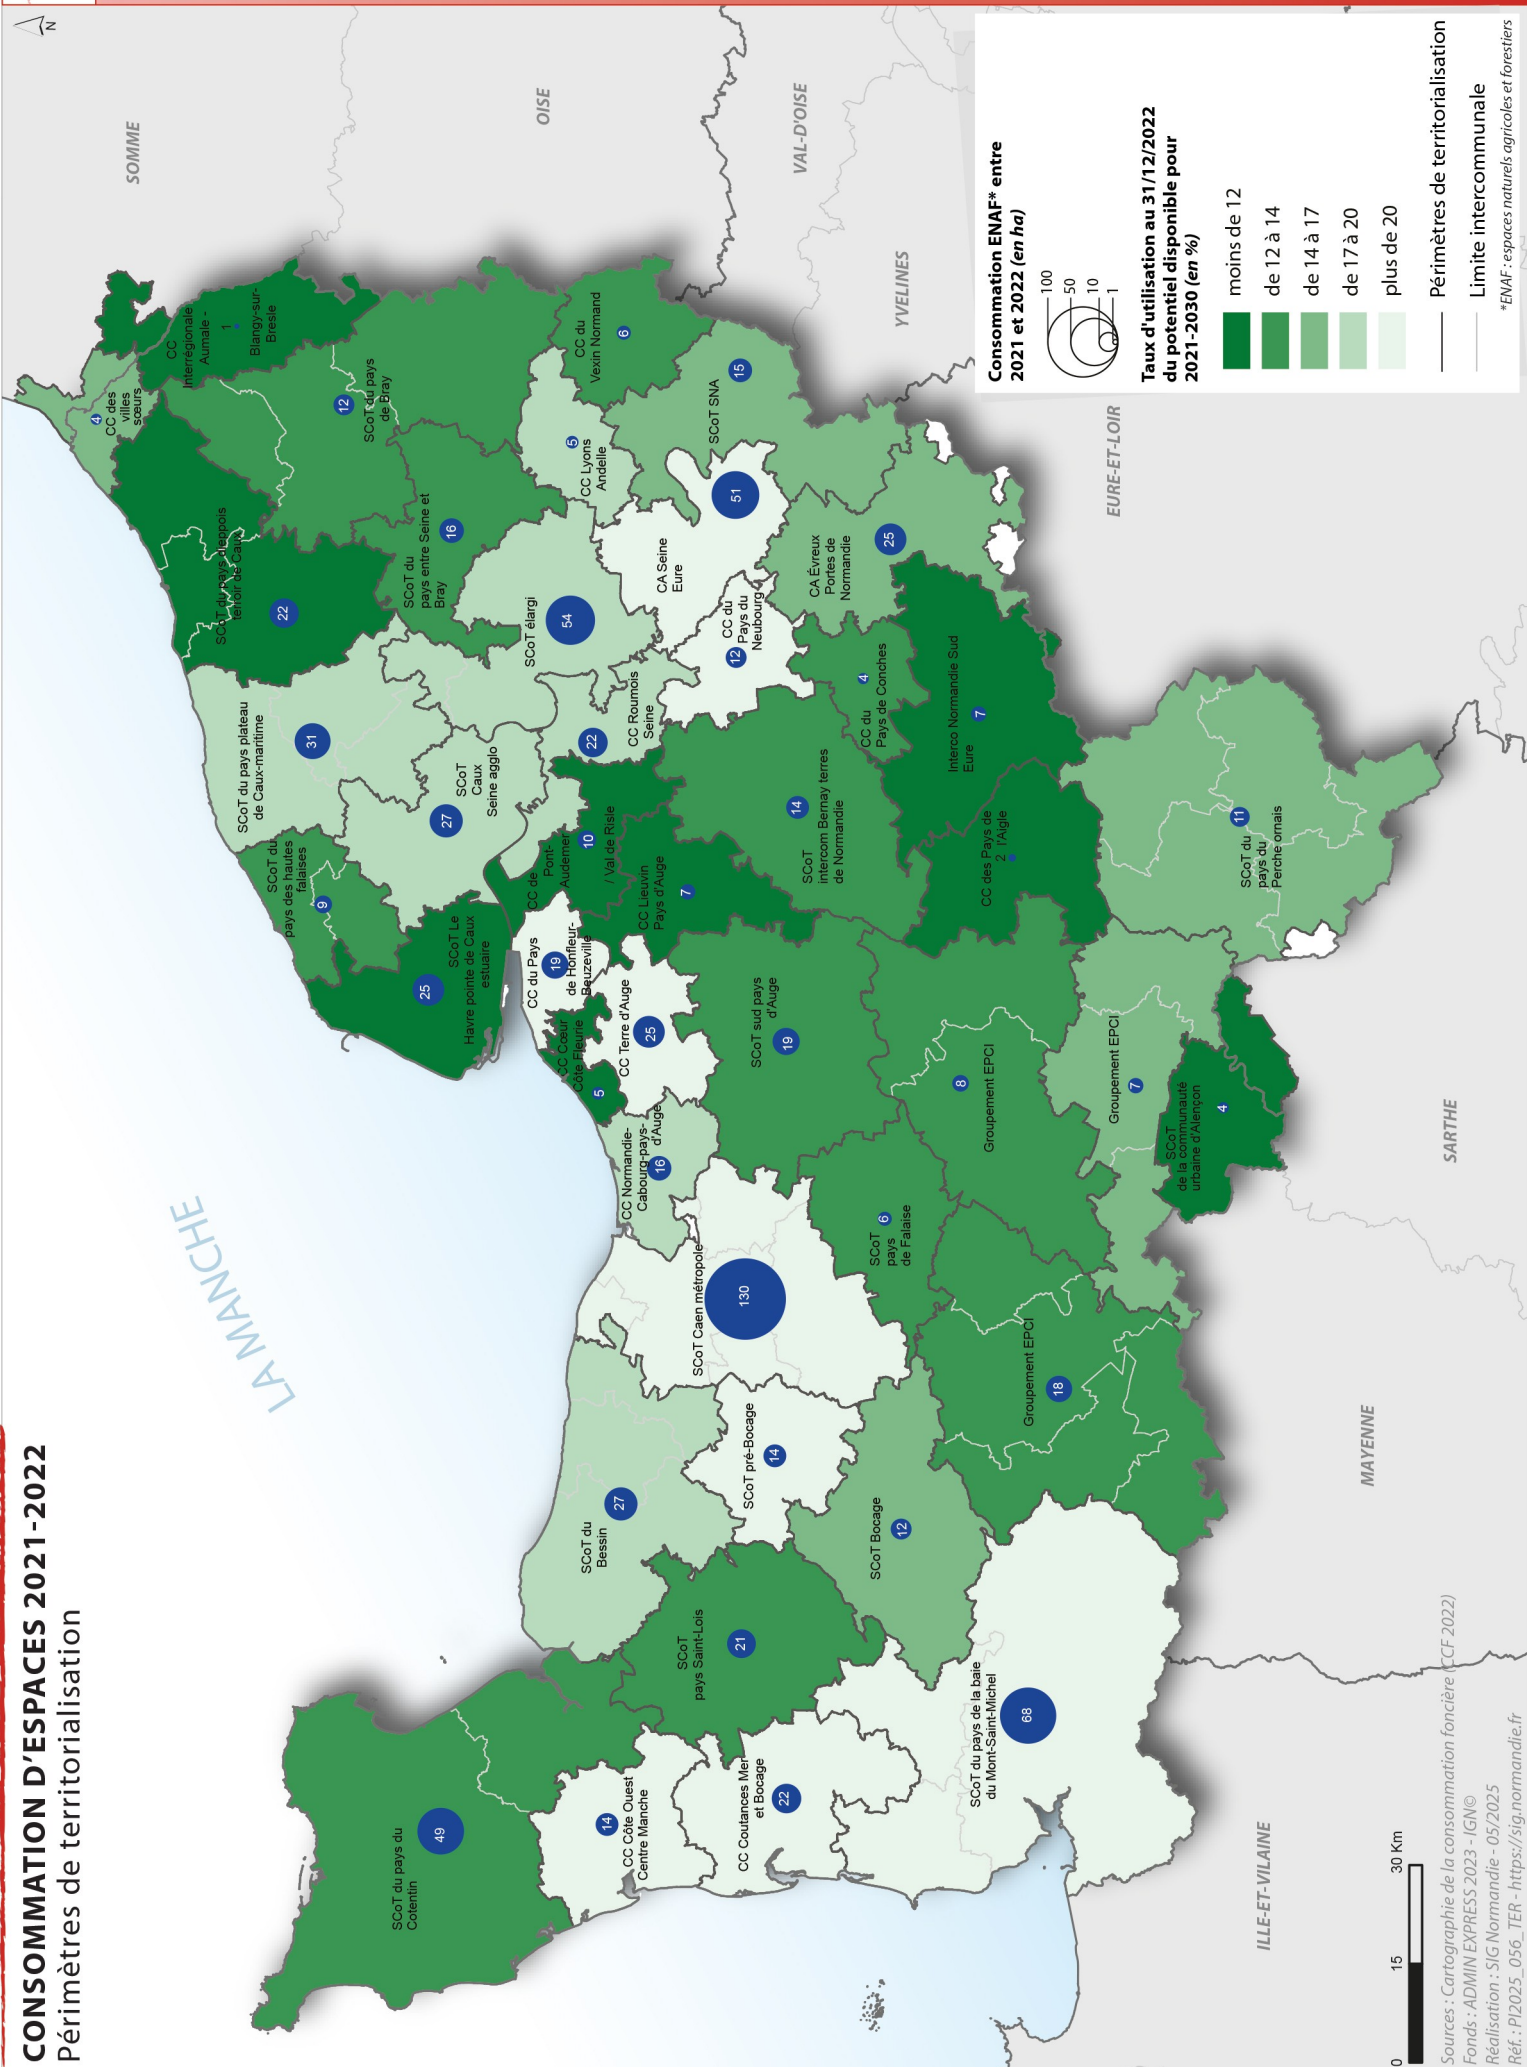 CONSOMMATION D'ESPACES 2021-2022
Périmètres de territorialisation
N
LA MANCHE
SOMME
OISE
VAL-D'OISE
YVELINES
EURE-ET-LOIR
SARTHE
MAYENNE
ILLE-ET-VILAINE
SCoT du pays du
Cotentin
49
CC Côte Ouest
Centre Manche
14
CC Coutances Mer
et Bocage
22
SCoT
pays Saint-Lois
21
SCoT du pays de la baie
du Mont-Saint-Michel
68
SCoT du
Bessin
27
SCoT pré-Bocage
14
SCoT Bocage
12
SCoT Caen métropole
130
CC Normandie-
Cabourg-pays-
d'Auge
16
CC Cœur
Côte Fleurie
5
CC Terre d'Auge
25
CC du Pays
de Honfleur-
Beuzeville
19
SCoT sud pays
d'Auge
19
SCoT
pays
de Falaise
6
Groupement EPCI
18
Groupement EPCI
8
Groupement EPCI
7
SCoT
de la communauté
urbaine d'Alençon
4
SCoT du
pays du
Perche ornais
11
CC des Pays de
l'Aigle
2
Interco Normandie Sud
Eure
7
SCoT
intercom Bernay terres
de Normandie
14
CC Lieuvin
Pays d'Auge
7
CC de
Pont-
Audemer
/ Val de Risle
10
CC Roumois
Seine
22
CC du
Pays du
Neubourg
12
CC du
Pays de Conches
4
CA Évreux
Portes de
Normandie
25
CA Seine
Eure
51
SCoT SNA
15
CC Lyons
Andelle
5
CC du
Vexin Normand
6
SCoT élargi
54
SCoT du
pays entre Seine et
Bray
16
SCoT du pays
de Bray
12
CC
Interrégionale
Aumale -
Blangy-sur-
Bresle
1
CC des
villes
sœurs
4
SCoT du pays dieppois
terroir de Caux
22
SCoT du pays plateau
de Caux-maritime
31
SCoT
Caux
Seine agglo
27
SCoT du
pays des hautes
falaises
9
SCoT Le
Havre pointe de Caux
estuaire
25
Consommation ENAF* entre
2021 et 2022 (en ha)
100
50
10
1
Taux d'utilisation au 31/12/2022
du potentiel disponible pour
2021-2030 (en %)
moins de 12
de 12 à 14
de 14 à 17
de 17 à 20
plus de 20
Périmètres de territorialisation
Limite intercommunale
*ENAF : espaces naturels agricoles et forestiers
0 15 30 Km
Sources : Cartographie de la consommation foncière (CCF 2022)
Fonds : ADMIN EXPRESS 2023 - IGN©
Réalisation : SIG Normandie - 05/2025
Réf. : PI2025_056_TER - https://sig.normandie.fr